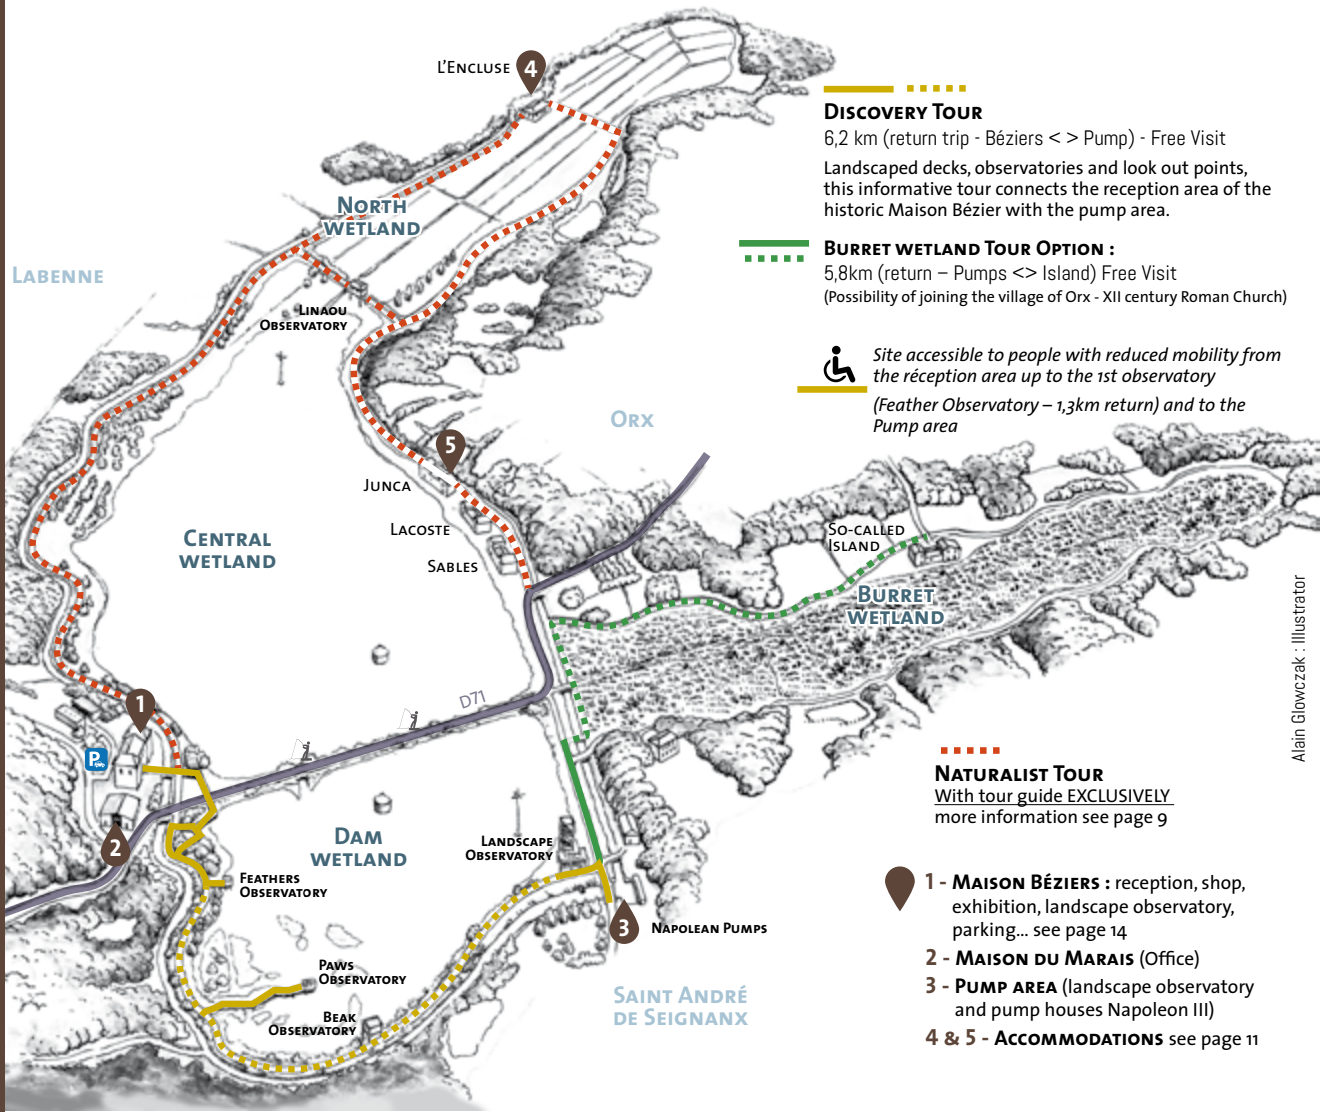 L'Encluse
4
Discovery Tour
6,2 km (return trip - Béziers < > Pump) - Free Visit
Landscaped decks, observatories and look out points,
this informative tour connects the reception area of the
historic Maison Bézier with the pump area.
Burret wetland Tour Option :
5,8km (return – Pumps <> Island) Free Visit
(Possibility of joining the village of Orx - XII century Roman Church)
Site accessible to people with reduced mobility from
the réception area up to the 1st observatory
(Feather Observatory – 1,3km return) and to the
Pump area
North
wetland
Labenne
Linaou
Observatory
Orx
5
Junca
Lacoste
Sables
Central
wetland
So-called
Island
Burret
wetland
D71
1
P
2
Dam
wetland
Landscape
Observatory
Feathers
Observatory
3
Napolean Pumps
Paws
Observatory
Beak
Observatory
Saint André
de Seignanx
Alain Glowczak : Illustrator
Naturalist Tour
With tour guide EXCLUSIVELY
more information see page 9
1 - Maison Béziers : reception, shop,
exhibition, landscape observatory,
parking... see page 14
2 - Maison du Marais (Office)
3 - Pump area (landscape observatory
and pump houses Napoleon III)
4 & 5 - Accommodations see page 11